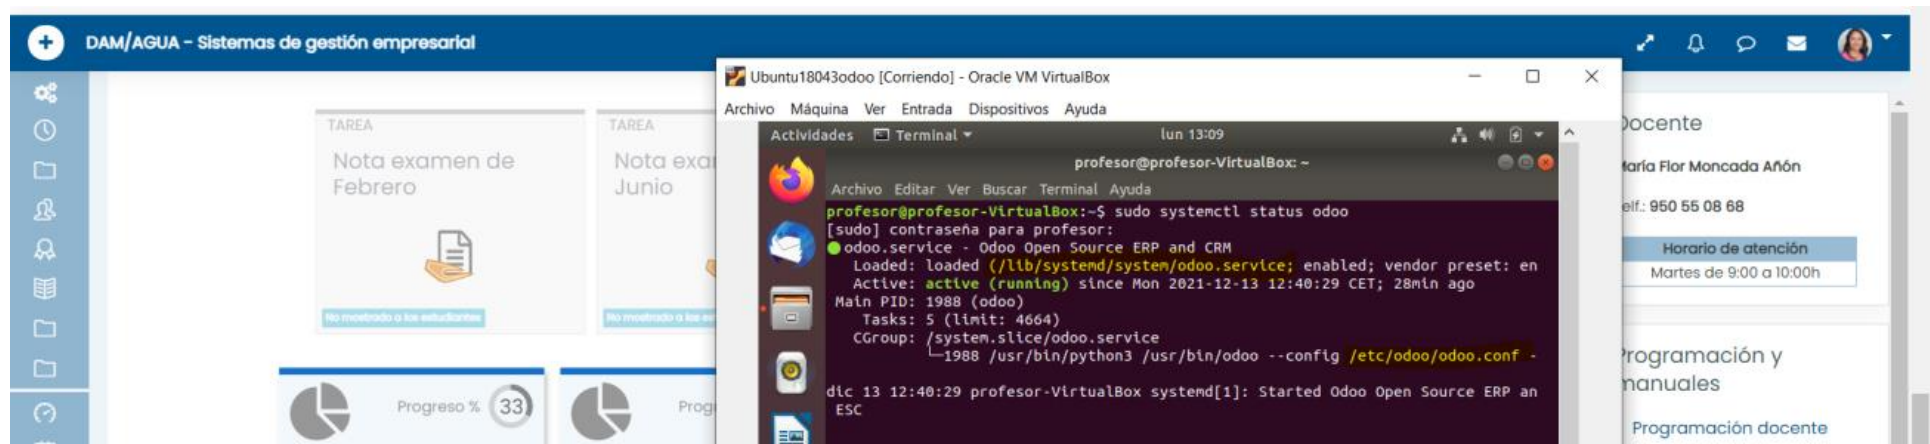 DAM/AGUA - Sistemas de gestión empresarial
TAREA
Nota examen de
Febrero
No mostrado a los estudiantes
TAREA
Nota exa
Junio
No mostrado a los es
Progreso % 33
Prog
Ubuntu18043odoo [Corriendo] - Oracle VM VirtualBox
Archivo Máquina Ver Entrada Dispositivos Ayuda
Actividades Terminal lun 13:09
profesor@profesor-VirtualBox: ~
Archivo Editar Ver Buscar Terminal Ayuda
profesor@profesor-VirtualBox:~$ sudo systemctl status odoo
[sudo] contraseña para profesor:
odoo.service - Odoo Open Source ERP and CRM
Loaded: loaded (/lib/systemd/system/odoo.service; enabled; vendor preset: en
Active: active (running) since Mon 2021-12-13 12:40:29 CET; 28min ago
Main PID: 1988 (odoo)
Tasks: 5 (limit: 4664)
CGroup: /system.slice/odoo.service
└─1988 /usr/bin/python3 /usr/bin/odoo --config /etc/odoo/odoo.conf -
dic 13 12:40:29 profesor-VirtualBox systemd[1]: Started Odoo Open Source ERP an
ESC
Docente
María Flor Moncada Añón
elf.: 950 55 08 68
Horario de atención
Martes de 9:00 a 10:00h
Programación y
manuales
Programación docente